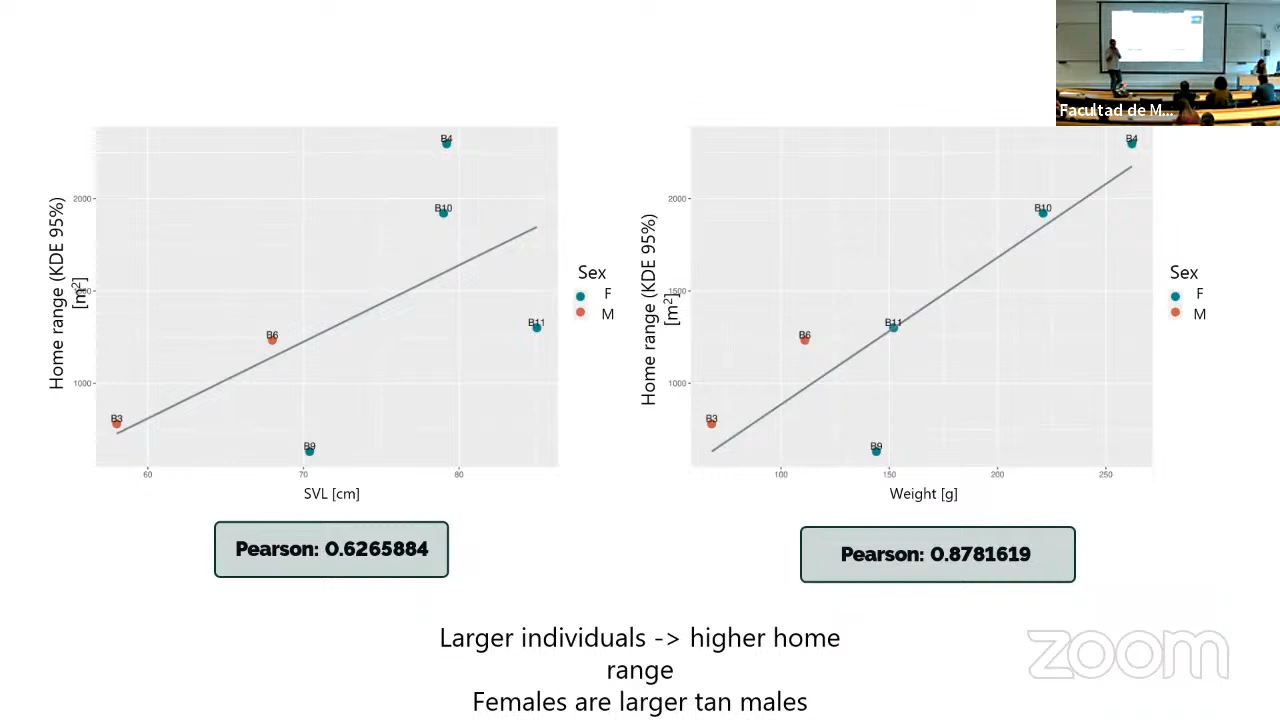 Facultad de M...
Home range (KDE 95%)
[m²]
2000
1500
1000
B4
B10
B11
B6
B3
B9
60
70
80
SVL [cm]
Sex
F
M
Pearson: 0.6265884
Home range (KDE 95%)
[m²]
2000
1500
1000
B4
B10
B11
B6
B3
B9
100
150
200
250
Weight [g]
Sex
F
M
Pearson: 0.8781619
Larger individuals -> higher home
range
Females are larger tan males
zoom